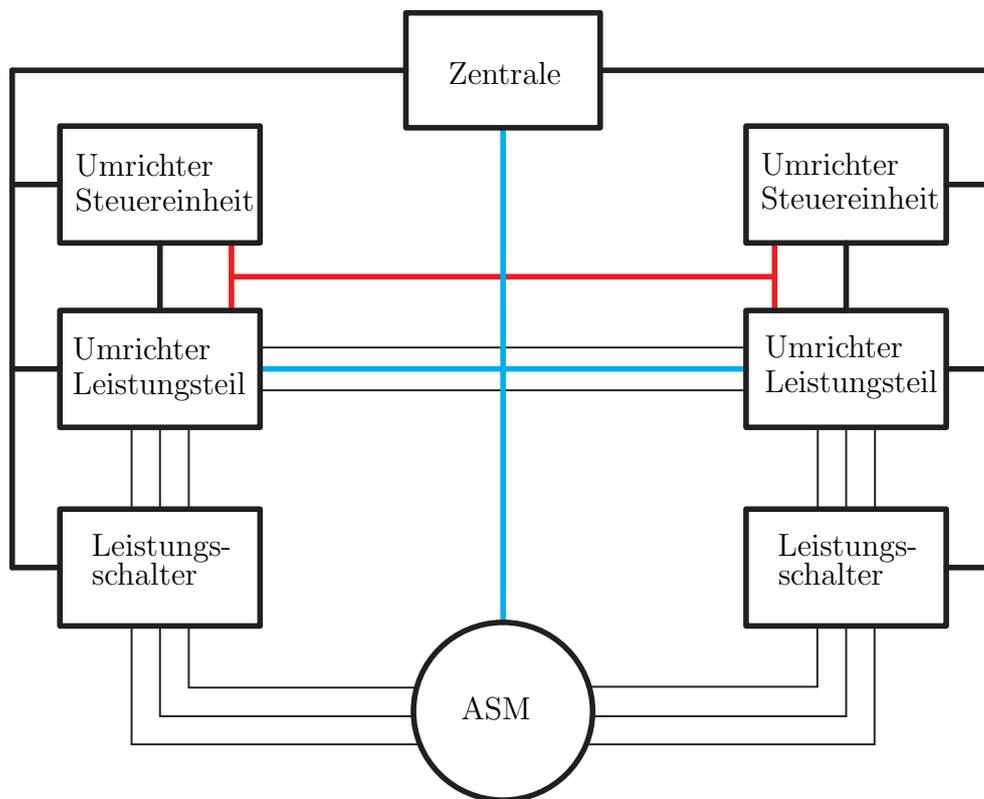 Zentrale
Umrichter
Steuereinheit
Umrichter
Steuereinheit
Umrichter
Leistungsteil
Umrichter
Leistungsteil
Leistungs-
schalter
Leistungs-
schalter
ASM